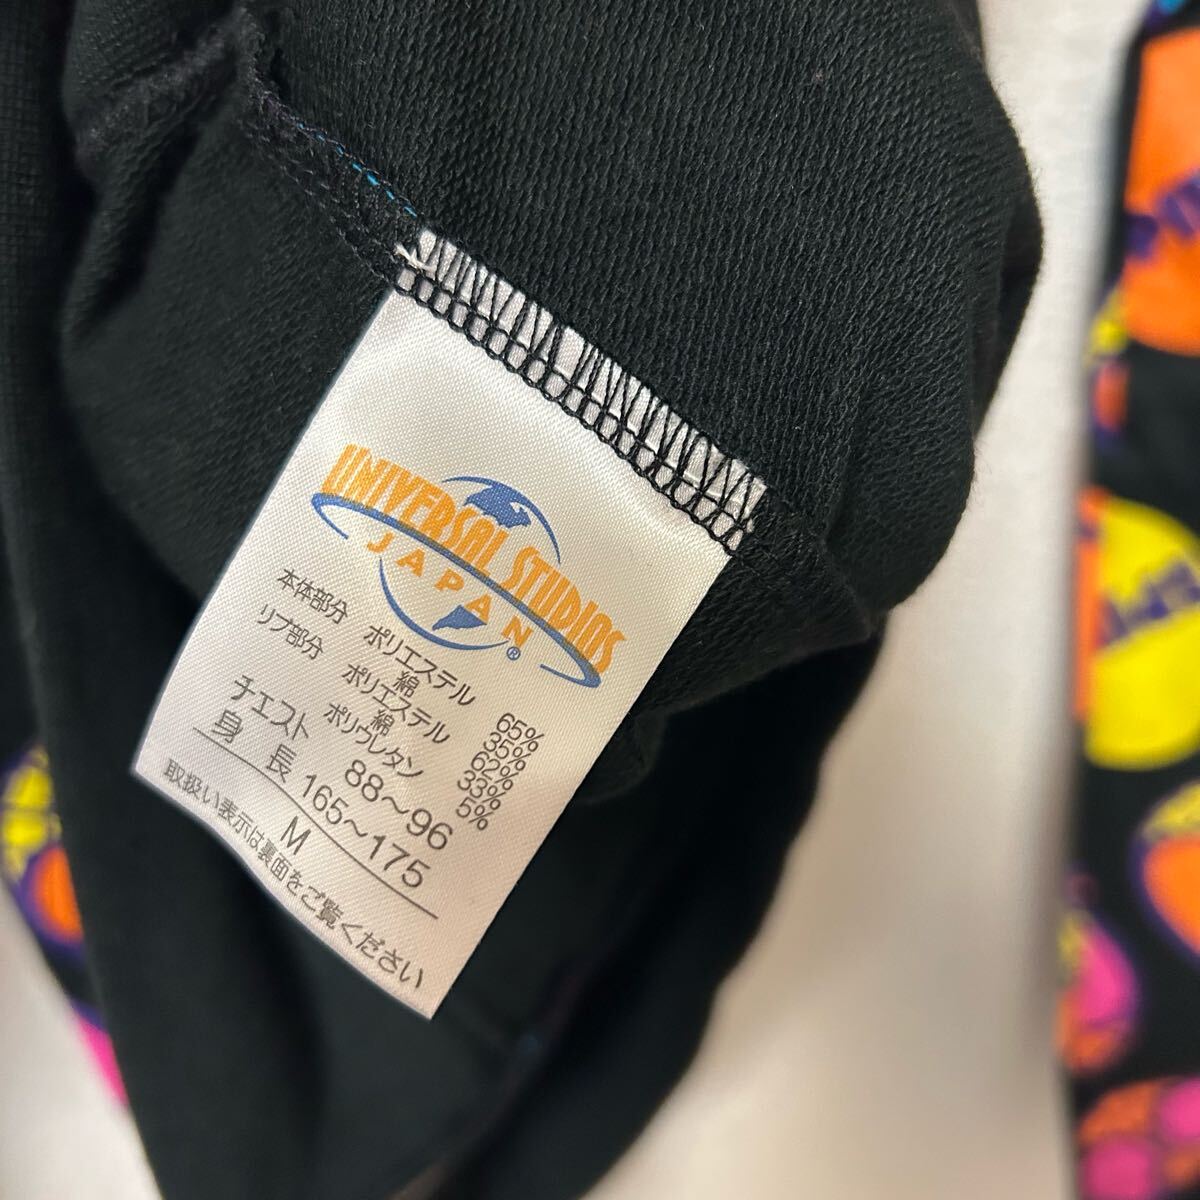 UNIVERSAL STUDIOS
JAPAN®
本体部分 ポリエステル 65%
綿 35%
リブ部分 ポリエステル 62%
綿 33%
ポリウレタン 5%
チェスト 88～96
身長 165～175
M
取扱い表示は裏面をご覧ください